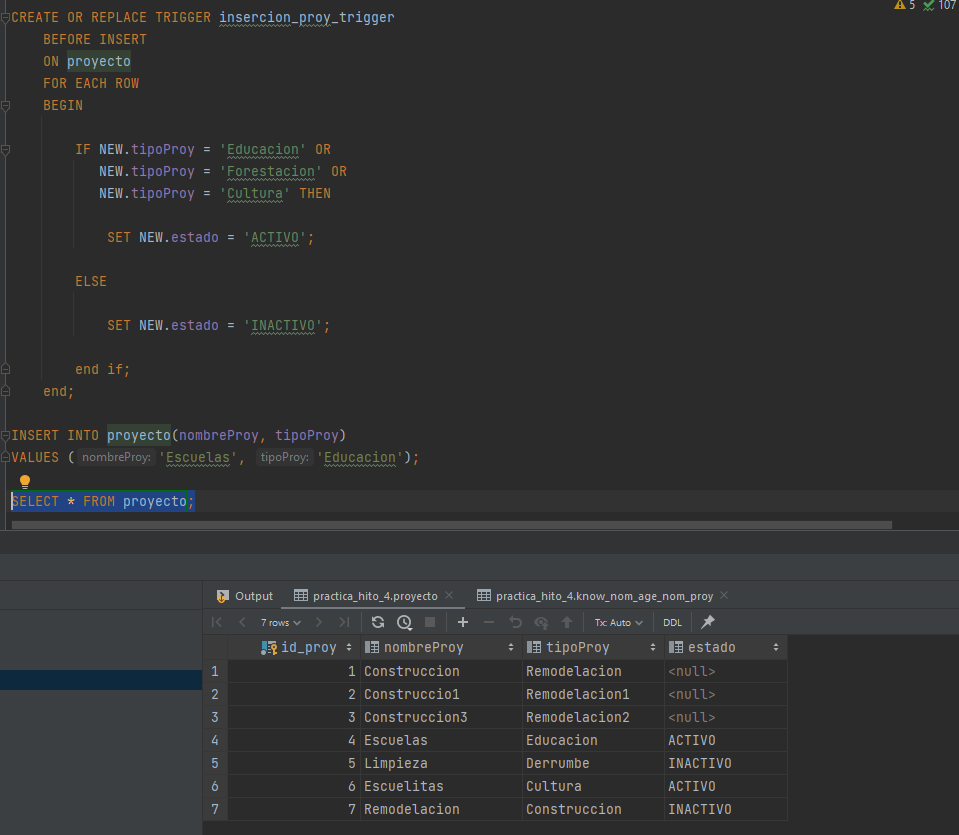 5 107
CREATE OR REPLACE TRIGGER insercion_proy_trigger
BEFORE INSERT
ON proyecto
FOR EACH ROW
BEGIN
IF NEW.tipoProy = 'Educacion' OR
NEW.tipoProy = 'Forestacion' OR
NEW.tipoProy = 'Cultura' THEN
SET NEW.estado = 'ACTIVO';
ELSE
SET NEW.estado = 'INACTIVO';
end if;
end;
INSERT INTO proyecto(nombreProy, tipoProy)
VALUES ( nombreProy: 'Escuelas', tipoProy: 'Educacion');
SELECT * FROM proyecto;
Output practica_hito_4.proyecto practica_hito_4.know_nom_age_nom_proy
7 rows Tx: Auto DDL
id_proy nombreProy tipoProy estado
1 1 Construccion Remodelacion <null>
2 2 Construccio1 Remodelacion1 <null>
3 3 Construccion3 Remodelacion2 <null>
4 4 Escuelas Educacion ACTIVO
5 5 Limpieza Derrumbe INACTIVO
6 6 Escuelitas Cultura ACTIVO
7 7 Remodelacion Construccion INACTIVO